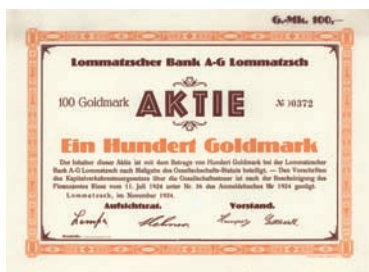 G.-Mk. 100,—
Lommatzscher Bank A-G Lommatzsch
100 Goldmark AKTIE № 00372
Ein Hundert Goldmark
Der Inhaber dieser Aktie ist mit dem Betrage von Hundert Goldmark bei der Lommatzscher
Bank A-G Lommatzsch nach Maßgabe des Gesellschafts-Statuts beteiligt. — Den Vorschriften
des Kapitalverkehrssteuergesetzes über die Gesellschaftssteuer ist nach der Bescheinigung des
Finanzamtes Riesa vom 11. Juli 1924 unter Nr. 36 des Anmeldebuches für 1924 genügt.
Lommatzsch, im November 1924.
Aufsichtsrat. Vorstand.